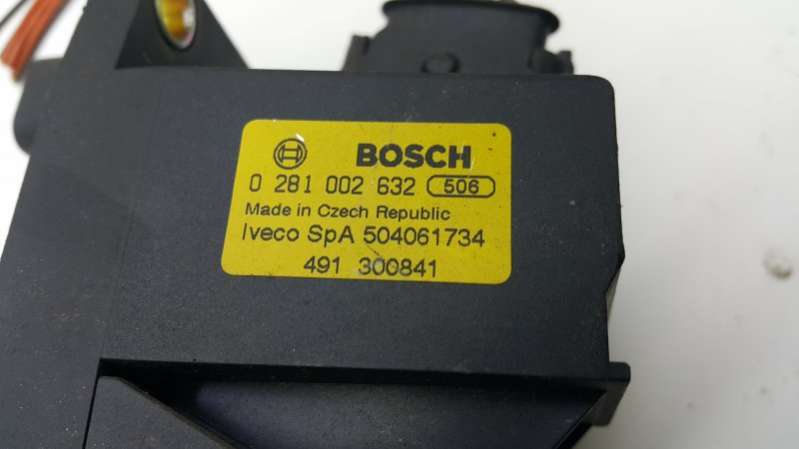 BOSCH
0 281 002 632 506
Made in Czech Republic
Iveco SpA 504061734
491 300841